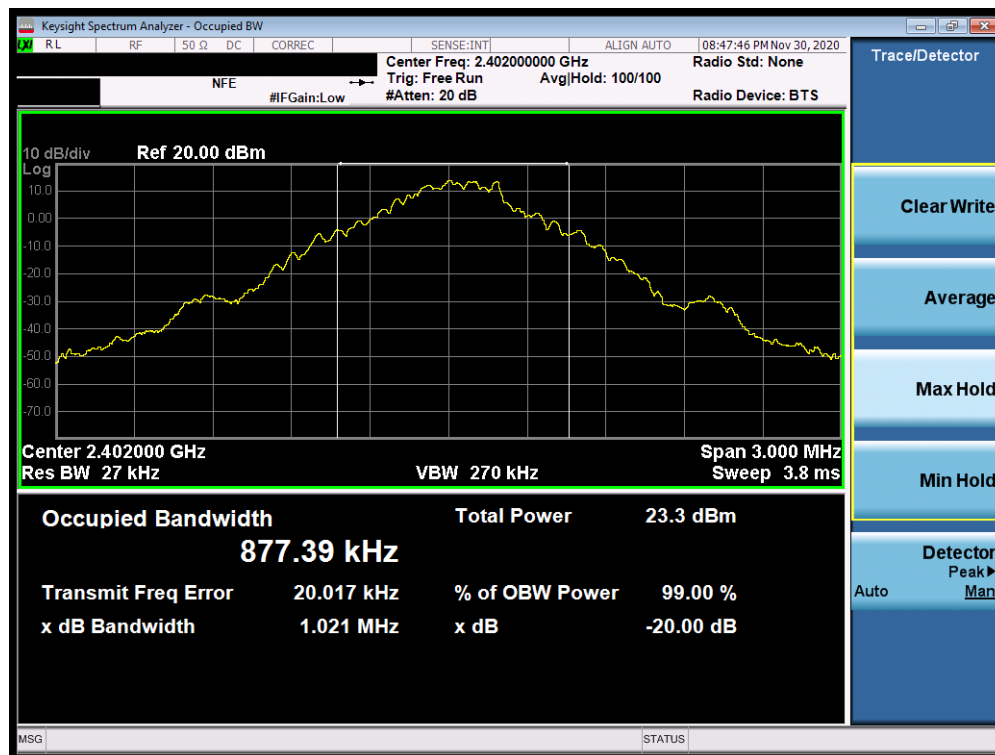 Keysight Spectrum Analyzer - Occupied BW
LXI RL RF 50 Ω DC CORREC SENSE:INT ALIGN AUTO 08:47:46 PM Nov 30, 2020
Center Freq: 2.402000000 GHz Radio Std: None
NFE Trig: Free Run Avg|Hold: 100/100
#IFGain:Low #Atten: 20 dB Radio Device: BTS
Trace/Detector
10 dB/div Ref 20.00 dBm
Log
10.0
0.00
-10.0
-20.0
-30.0
-40.0
-50.0
-60.0
-70.0
Center 2.402000 GHz Span 3.000 MHz
Res BW 27 kHz VBW 270 kHz Sweep 3.8 ms
Occupied Bandwidth Total Power 23.3 dBm
877.39 kHz
Transmit Freq Error 20.017 kHz % of OBW Power 99.00 %
x dB Bandwidth 1.021 MHz x dB -20.00 dB
Clear Write
Average
Max Hold
Min Hold
Detector
Peak▶
Auto Man
MSG STATUS